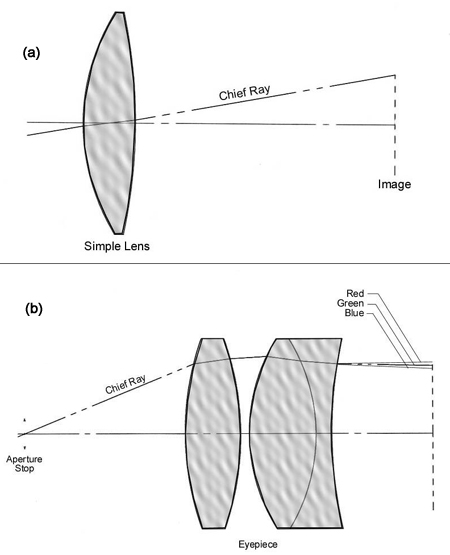 (a)
Chief Ray
Image
Simple Lens
(b)
Red
Green
Blue
Chief Ray
Aperture
Stop
Eyepiece